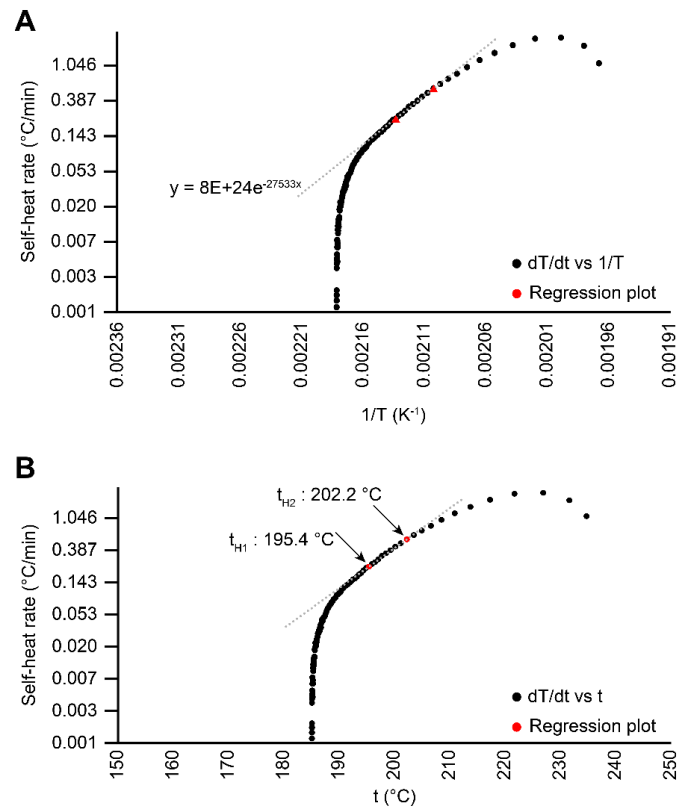 A
Self-heat rate (°C/min)
1.046
0.387
0.143
0.053
0.020
0.007
0.003
0.001
y = 8E+24e-27533x
dT/dt vs 1/T
Regression plot
0.00236
0.00231
0.00226
0.00221
0.00216
0.00211
0.00206
0.00201
0.00196
0.00191
1/T (K-1)
B
Self-heat rate (°C/min)
1.046
0.387
0.143
0.053
0.020
0.007
0.003
0.001
tH2 : 202.2 °C
tH1 : 195.4 °C
dT/dt vs t
Regression plot
150
160
170
180
190
200
210
220
230
240
250
t (°C)